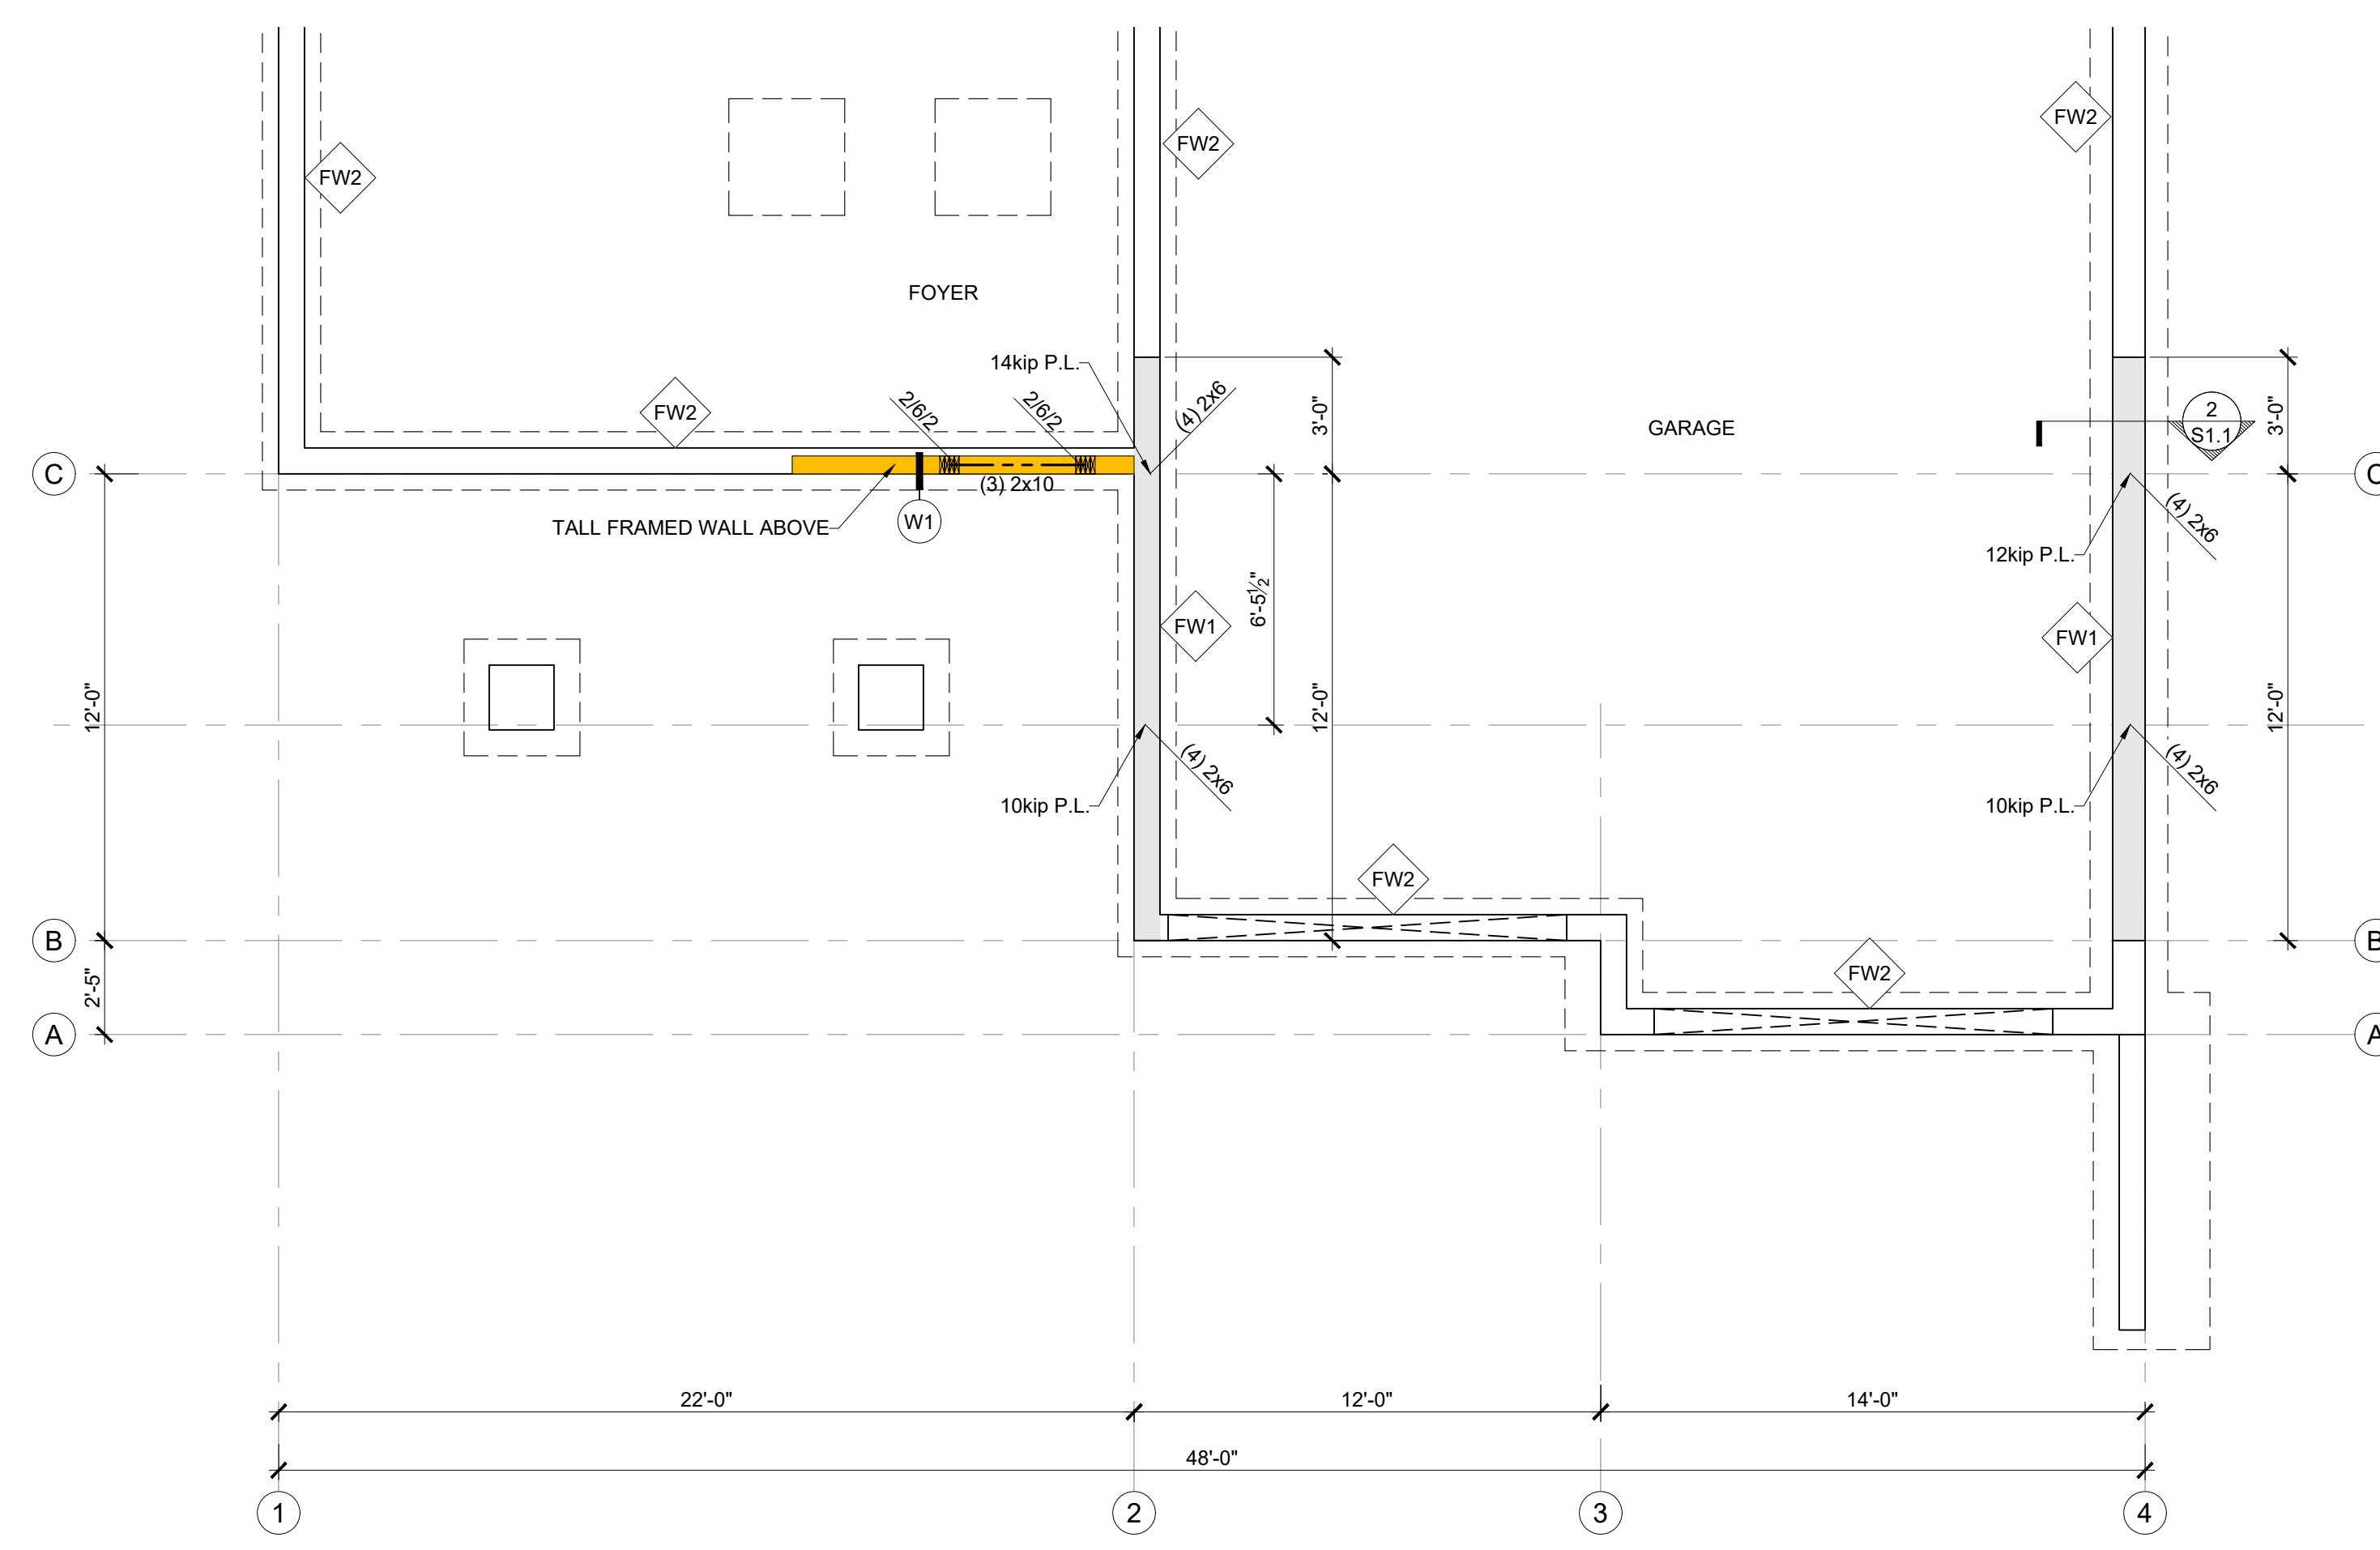 FW2
FW2
FW2
FOYER
14kip P.L.
(4) 2x6
FW2
2/6/2
2/6/2
3'-0"
GARAGE
2
S1.1
3'-0"
C
C
(3) 2x10
W1
TALL FRAMED WALL ABOVE
(4) 2x6
12kip P.L.
6'-5½"
FW1
FW1
12'-0"
12'-0"
12'-0"
(4) 2x6
10kip P.L.
(4) 2x6
10kip P.L.
FW2
B
B
FW2
2'-5"
A
A
22'-0"
12'-0"
14'-0"
48'-0"
1
2
3
4